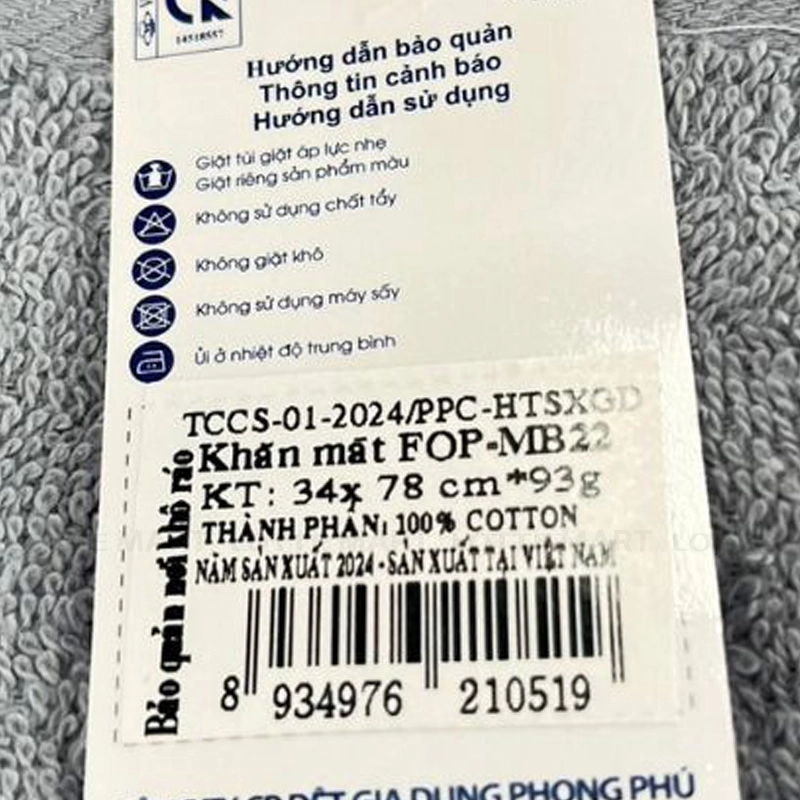 CR
14518557
Hướng dẫn bảo quản
Thông tin cảnh báo
Hướng dẫn sử dụng
Giặt túi giặt áp lực nhẹ
Giặt riêng sản phẩm màu
Không sử dụng chất tẩy
Không giặt khô
Không sử dụng máy sấy
Ủi ở nhiệt độ trung bình
TCCS-01-2024/PPC-HTSXGD
Khăn mặt FOP-MB22
KT: 34x 78 cm*93g
THÀNH PHẦN: 100% COTTON
NĂM SẢN XUẤT 2024 - SẢN XUẤT TẠI VIỆT NAM
Bảo quản nơi khô ráo
8 934976 210519
CP DỆT GIA DỤNG PHONG PHÚ